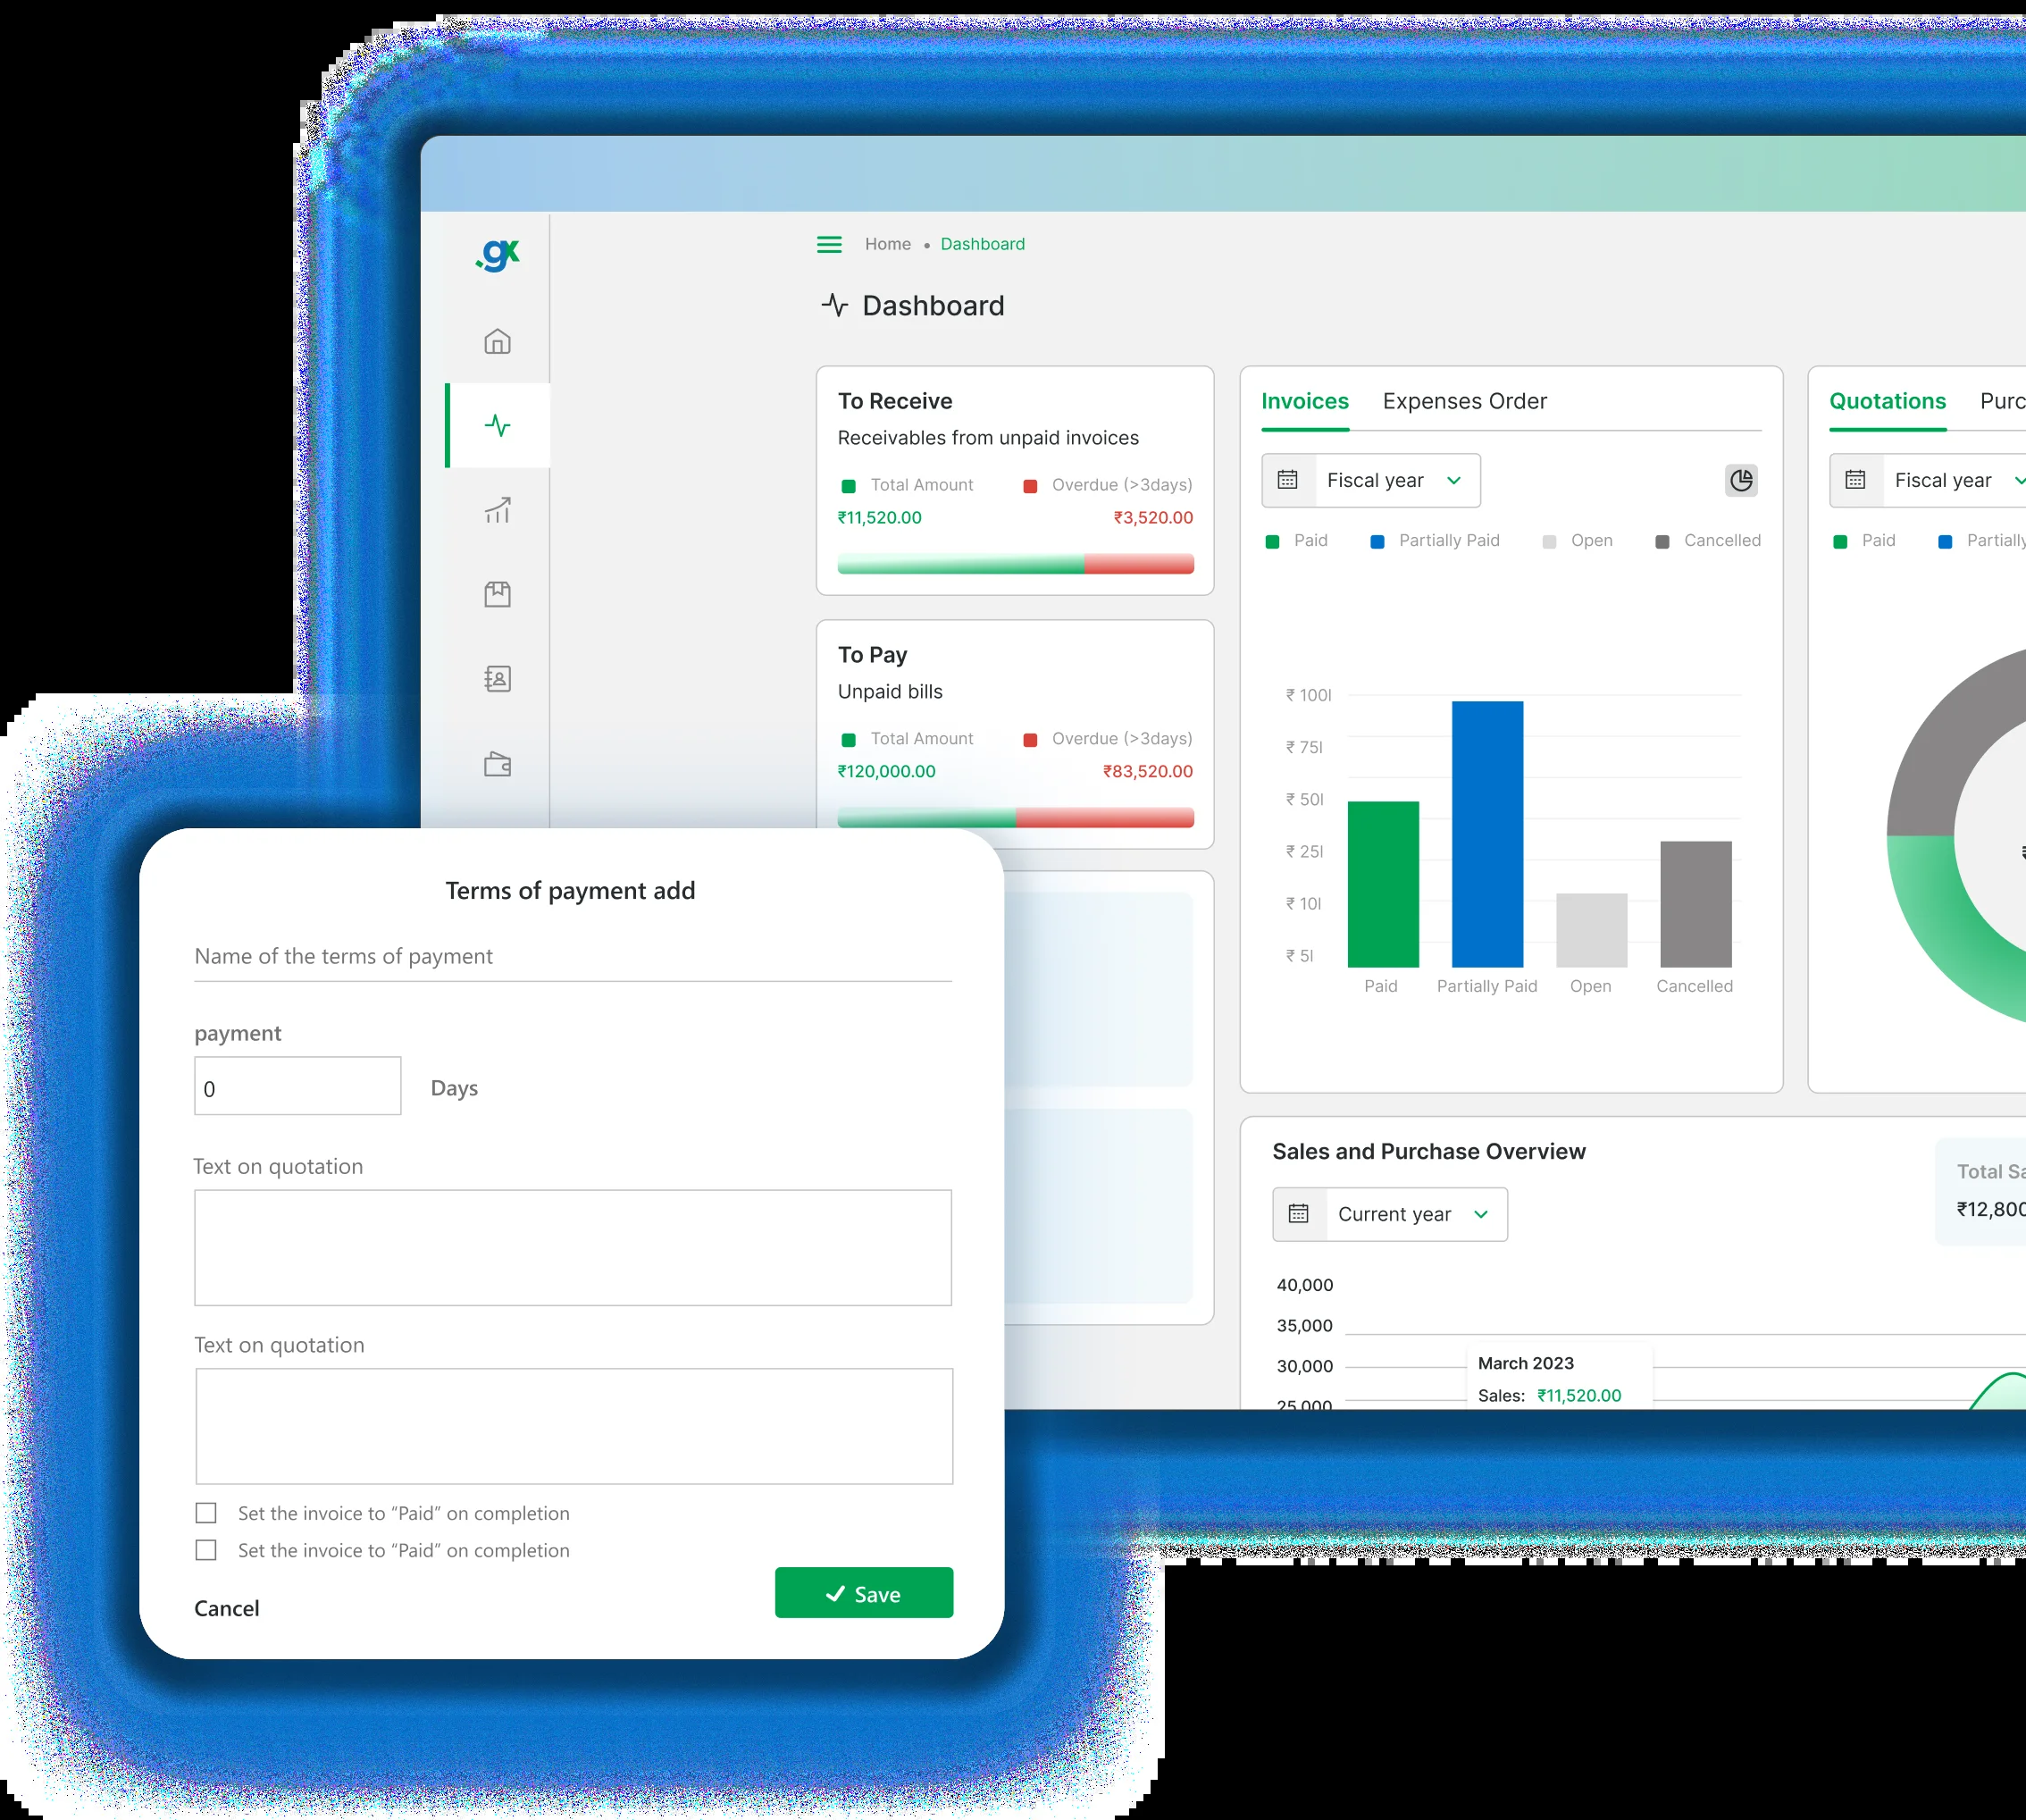 .gx
Home • Dashboard
Dashboard
To Receive
Receivables from unpaid invoices
Total Amount Overdue (>3days)
₹11,520.00 ₹3,520.00
To Pay
Unpaid bills
Total Amount Overdue (>3days)
₹120,000.00 ₹83,520.00
Invoices Expenses Order
Fiscal year
Paid Partially Paid Open Cancelled
₹ 100l
₹ 75l
₹ 50l
₹ 25l
₹ 10l
₹ 5l
Paid Partially Paid Open Cancelled
Quotations Purc
Fiscal year
Paid Partially
Sales and Purchase Overview
Current year
Total Sa
₹12,800
40,000
35,000
30,000
25,000
March 2023
Sales: ₹11,520.00
Terms of payment add
Name of the terms of payment
payment
0 Days
Text on quotation
Text on quotation
Set the invoice to “Paid” on completion
Set the invoice to “Paid” on completion
Cancel
Save